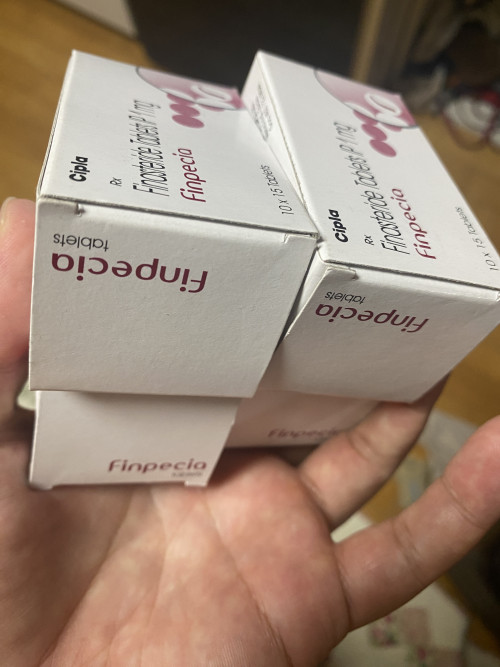 Cipla
Rx
Finasteride Tablets IP 1 mg
Finpecia
10 x 15 Tablets
Finpecia
tablets
Cipla
Rx
Finasteride Tablets IP 1 mg
Finpecia
10 x 15 Tablets
Finpecia
tablets
Finpecia
tablets
Finpecia